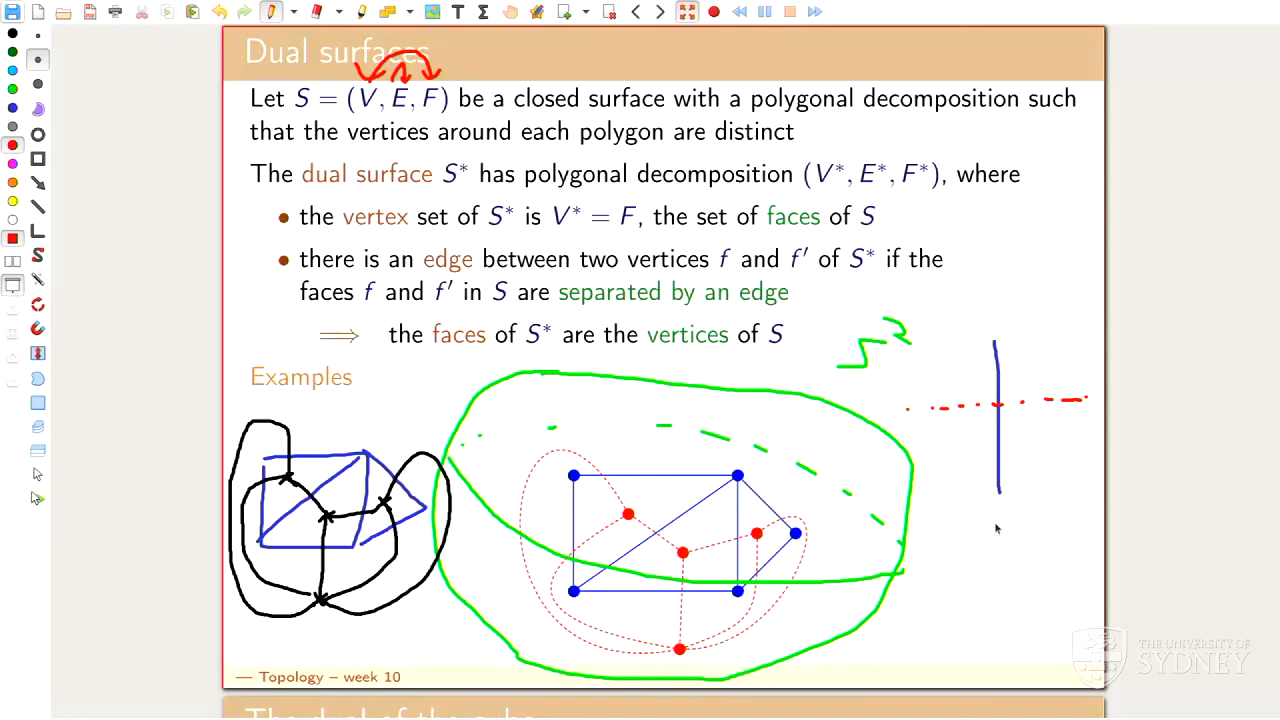 Dual surfaces
Let S = (V, E, F) be a closed surface with a polygonal decomposition such
that the vertices around each polygon are distinct
The dual surface S* has polygonal decomposition (V*, E*, F*), where
• the vertex set of S* is V* = F, the set of faces of S
• there is an edge between two vertices f and f′ of S* if the
faces f and f′ in S are separated by an edge
⟹ the faces of S* are the vertices of S
Examples
— Topology – week 10
THE UNIVERSITY OF
SYDNEY